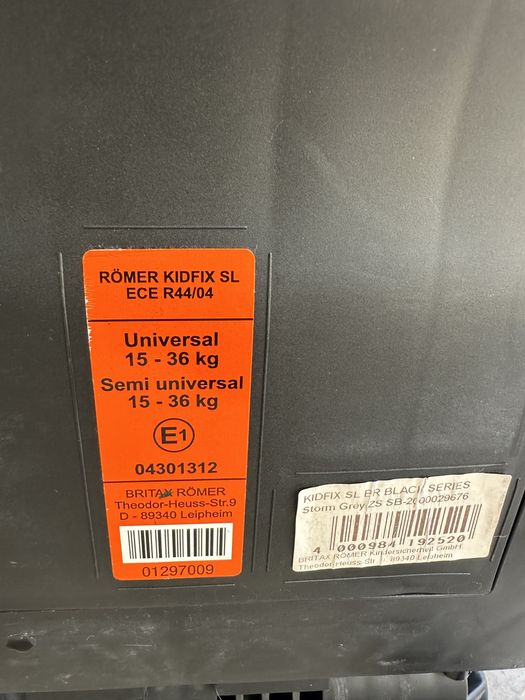 RÖMER KIDFIX SL
ECE R44/04
Universal
15 - 36 kg
Semi universal
15 - 36 kg
E1
04301312
BRITAX RÖMER
Theodor-Heuss-Str.9
D - 89340 Leipheim
01297009
KIDFIX SL BR BLACK SERIES
Storm Grey ZS SB-2000029676
4 000984 192520
BRITAX RÖMER Kindersicherheit GmbH
Theodor-Heuss-Str. 9, 89340 Leipheim